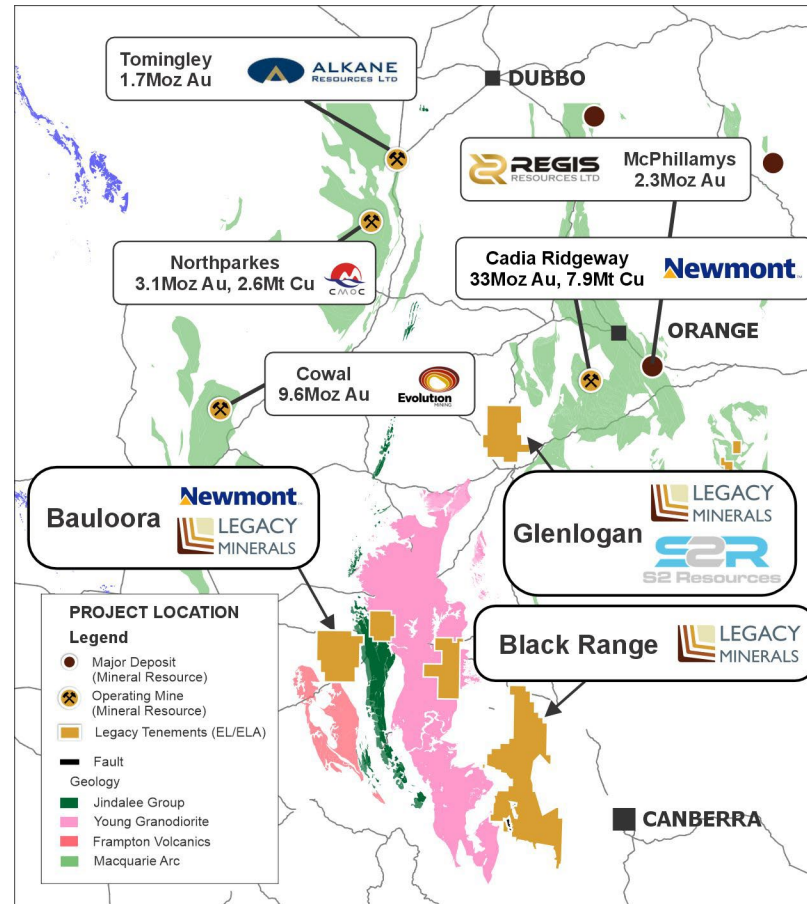 Tomingley
1.7Moz Au
ALKANE
RESOURCES LTD
DUBBO
REGIS
RESOURCES LTD
McPhillamys
2.3Moz Au
Northparkes
3.1Moz Au, 2.6Mt Cu
CMOC
Cadia Ridgeway
33Moz Au, 7.9Mt Cu
Newmont™
ORANGE
Cowal
9.6Moz Au
Evolution
MINING
Bauloora
Newmont™
LEGACY
MINERALS
Glenlogan
LEGACY
MINERALS
S2R
S2 Resources
Black Range
LEGACY
MINERALS
PROJECT LOCATION
Legend
Major Deposit
(Mineral Resource)
Operating Mine
(Mineral Resource)
Legacy Tenements (EL/ELA)
Fault
Geology
Jindalee Group
Young Granodiorite
Frampton Volcanics
Macquarie Arc
CANBERRA